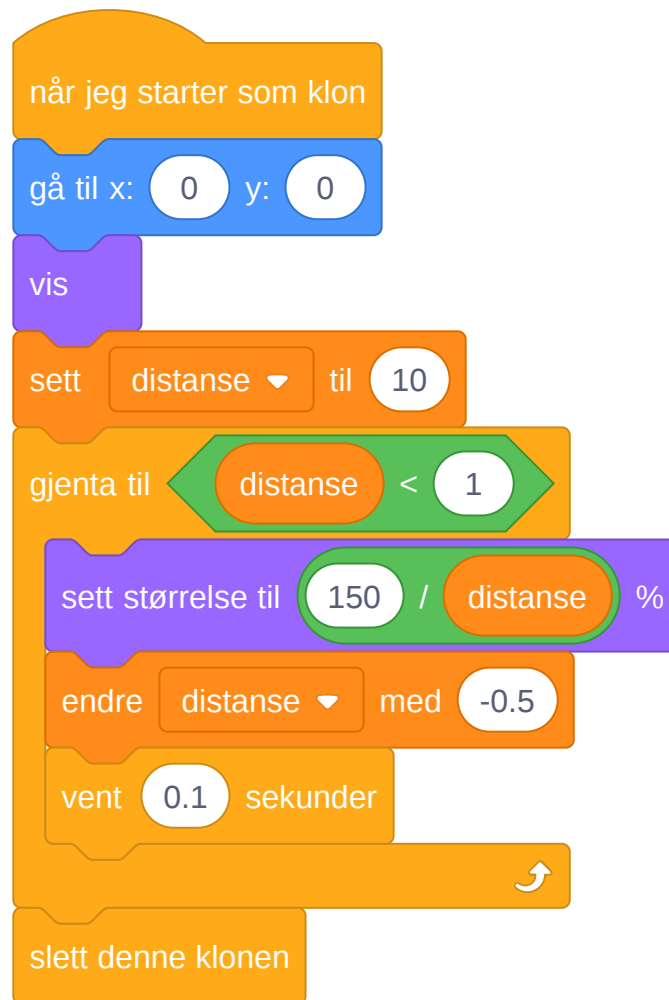 når jeg starter som klon
gå til x: 0 y: 0
vis
sett distanse til 10
gjenta til distanse < 1
sett størrelse til 150 / distanse %
endre distanse med -0.5
vent 0.1 sekunder
slett denne klonen